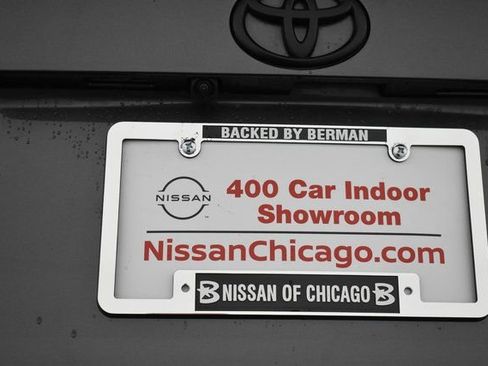 BACKED BY BERMAN
NISSAN
400 Car Indoor
Showroom
NissanChicago.com
B NISSAN OF CHICAGO B